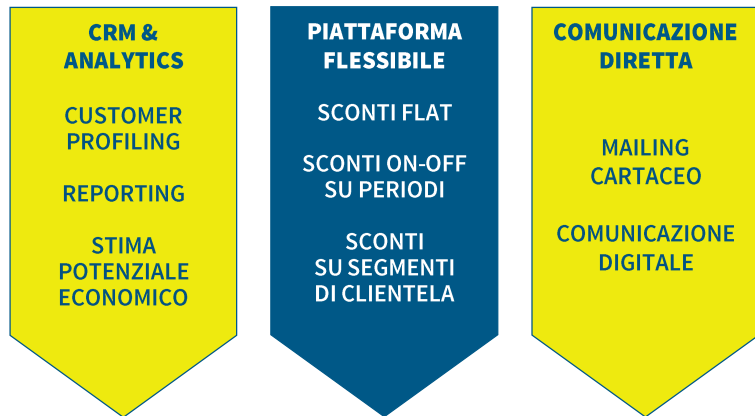 CRM &
ANALYTICS
CUSTOMER
PROFILING
REPORTING
STIMA
POTENZIALE
ECONOMICO
PIATTAFORMA
FLESSIBILE
SCONTI FLAT
SCONTI ON-OFF
SU PERIODI
SCONTI
SU SEGMENTI
DI CLIENTELA
COMUNICAZIONE
DIRETTA
MAILING
CARTACEO
COMUNICAZIONE
DIGITALE